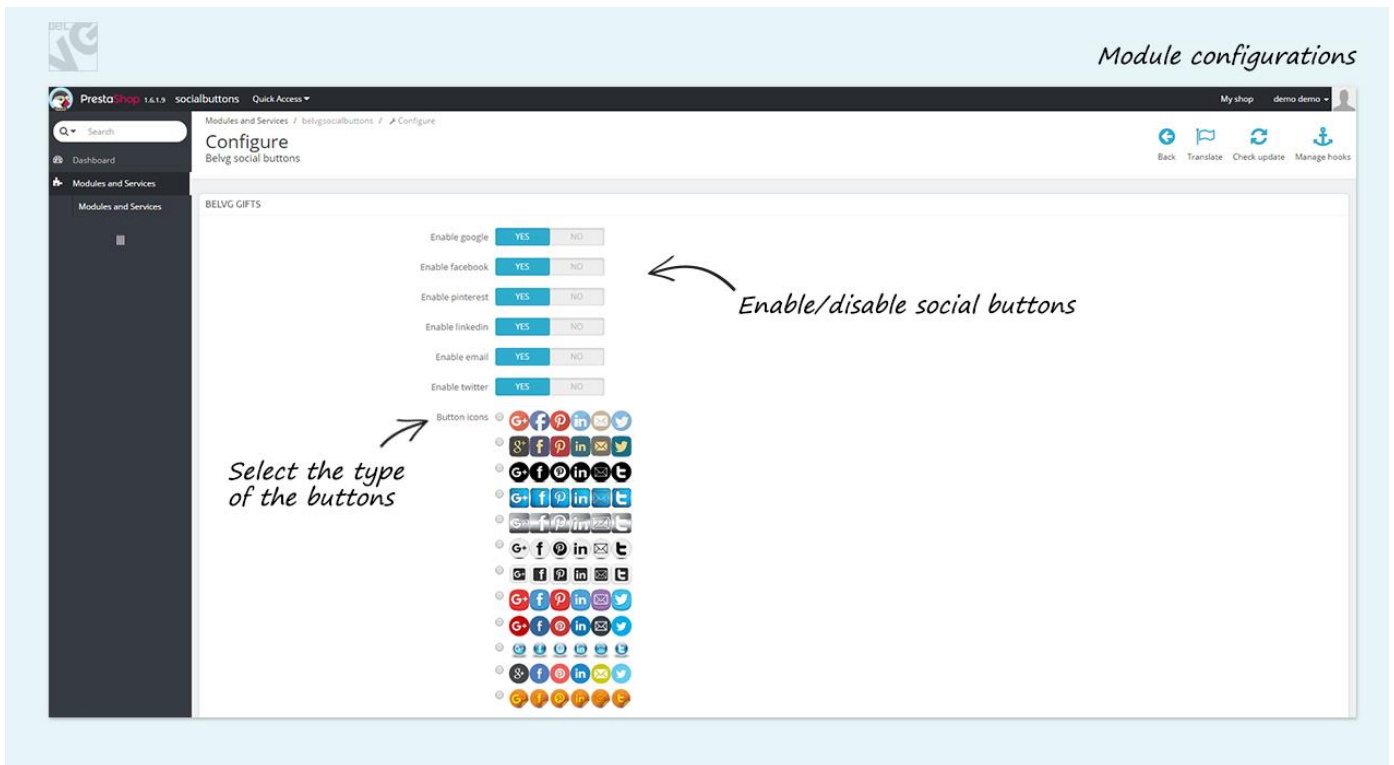 BEL
VG
Module configurations
PrestaShop 1.6.1.9 socialbuttons Quick Access
My shop demo demo
Search
Modules and Services / belvgsocialbuttons / Configure
Configure
Belvg social buttons
Back Translate Check update Manage hooks
Dashboard
Modules and Services
Modules and Services
BELVG GIFTS
Enable google YES NO
Enable facebook YES NO
Enable pinterest YES NO
Enable/disable social buttons
Enable linkedin YES NO
Enable email YES NO
Enable twitter YES NO
Button icons
Select the type
of the buttons